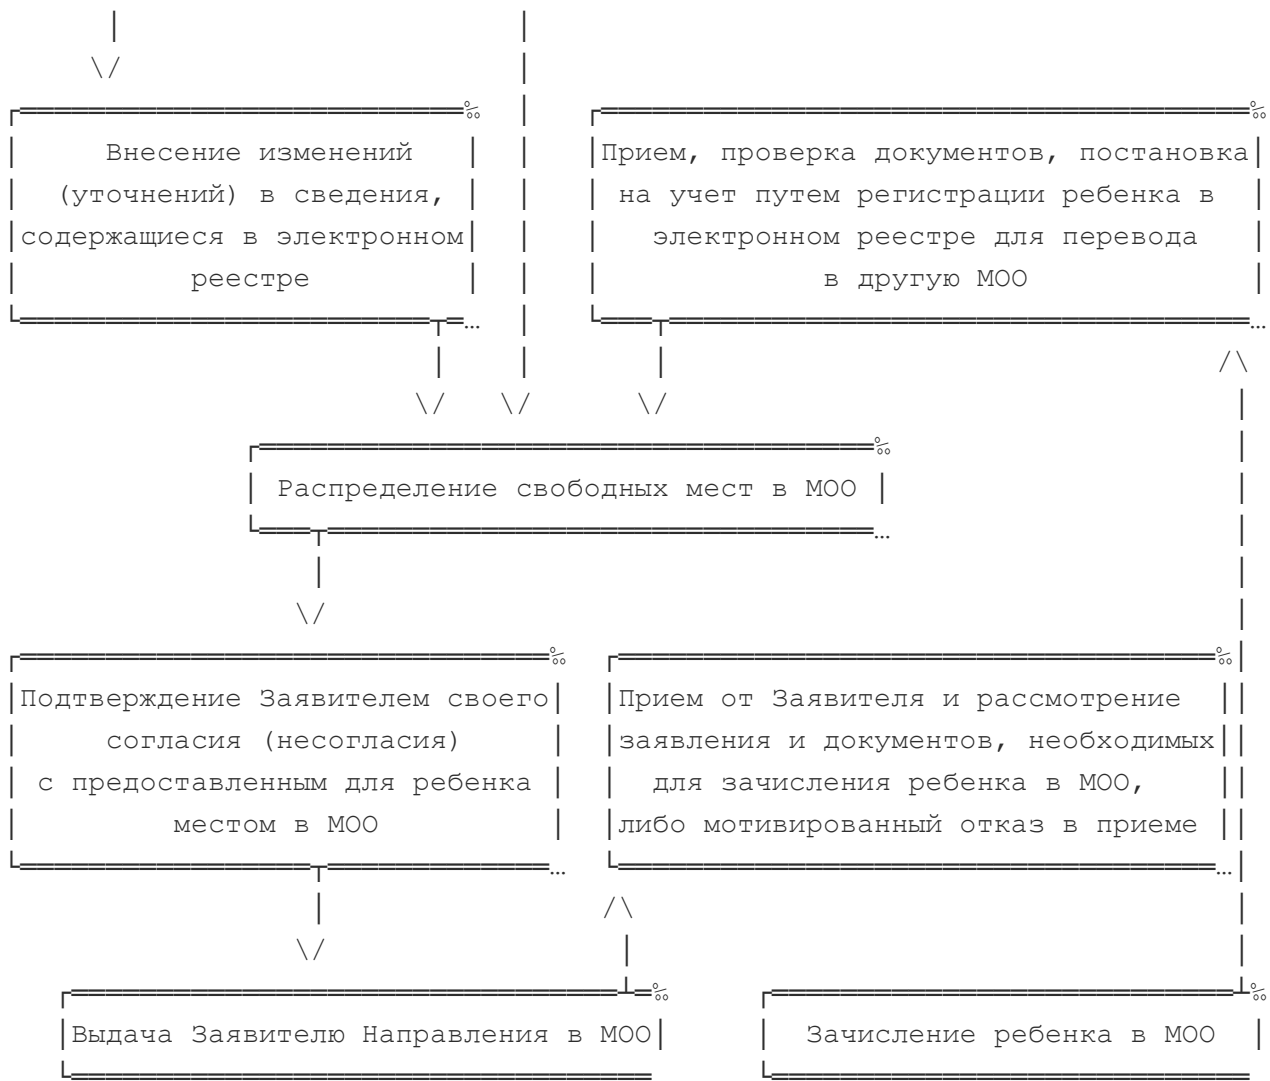 Внесение изменений
(уточнений) в сведения,
содержащиеся в электронном
реестре
Прием, проверка документов, постановка
на учет путем регистрации ребенка в
электронном реестре для перевода
в другую МОО
Распределение свободных мест в МОО
Подтверждение Заявителем своего
согласия (несогласия)
с предоставленным для ребенка
местом в МОО
Прием от Заявителя и рассмотрение
заявления и документов, необходимых
для зачисления ребенка в МОО,
либо мотивированный отказ в приеме
Выдача Заявителю Направления в МОО
Зачисление ребенка в МОО